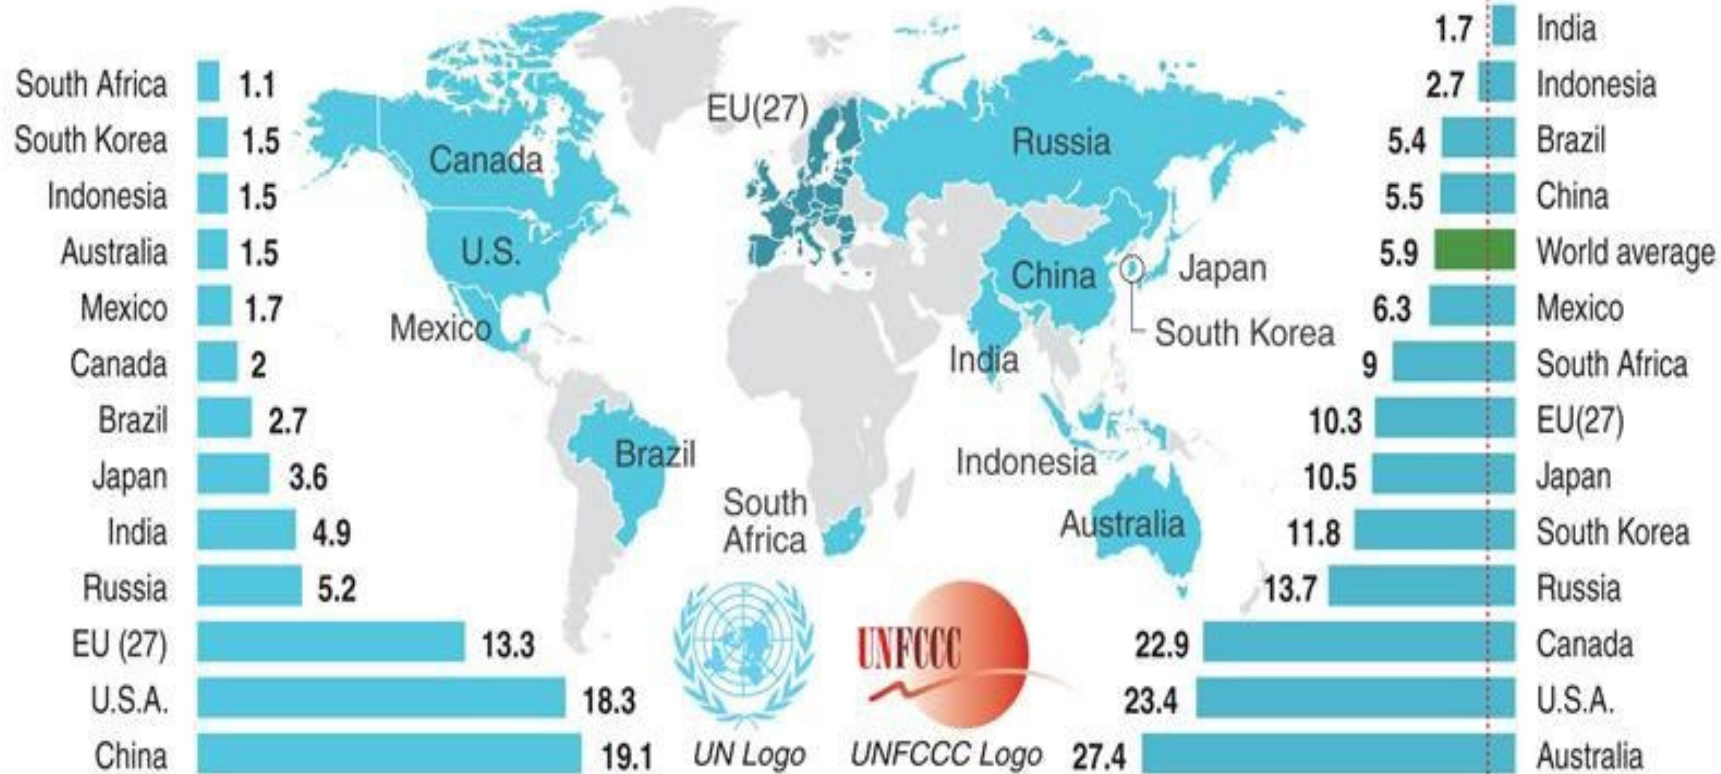 South Africa 1.1
South Korea 1.5
Indonesia 1.5
Australia 1.5
Mexico 1.7
Canada 2
Brazil 2.7
Japan 3.6
India 4.9
Russia 5.2
EU (27) 13.3
U.S.A. 18.3
China 19.1
EU(27)
Canada
Russia
U.S.
China
Japan
Mexico
South Korea
India
Brazil
Indonesia
South
Africa
Australia
UNFCCC
UN Logo
UNFCCC Logo
1.7 India
2.7 Indonesia
5.4 Brazil
5.5 China
5.9 World average
6.3 Mexico
9 South Africa
10.3 EU(27)
10.5 Japan
11.8 South Korea
13.7 Russia
22.9 Canada
23.4 U.S.A.
27.4 Australia